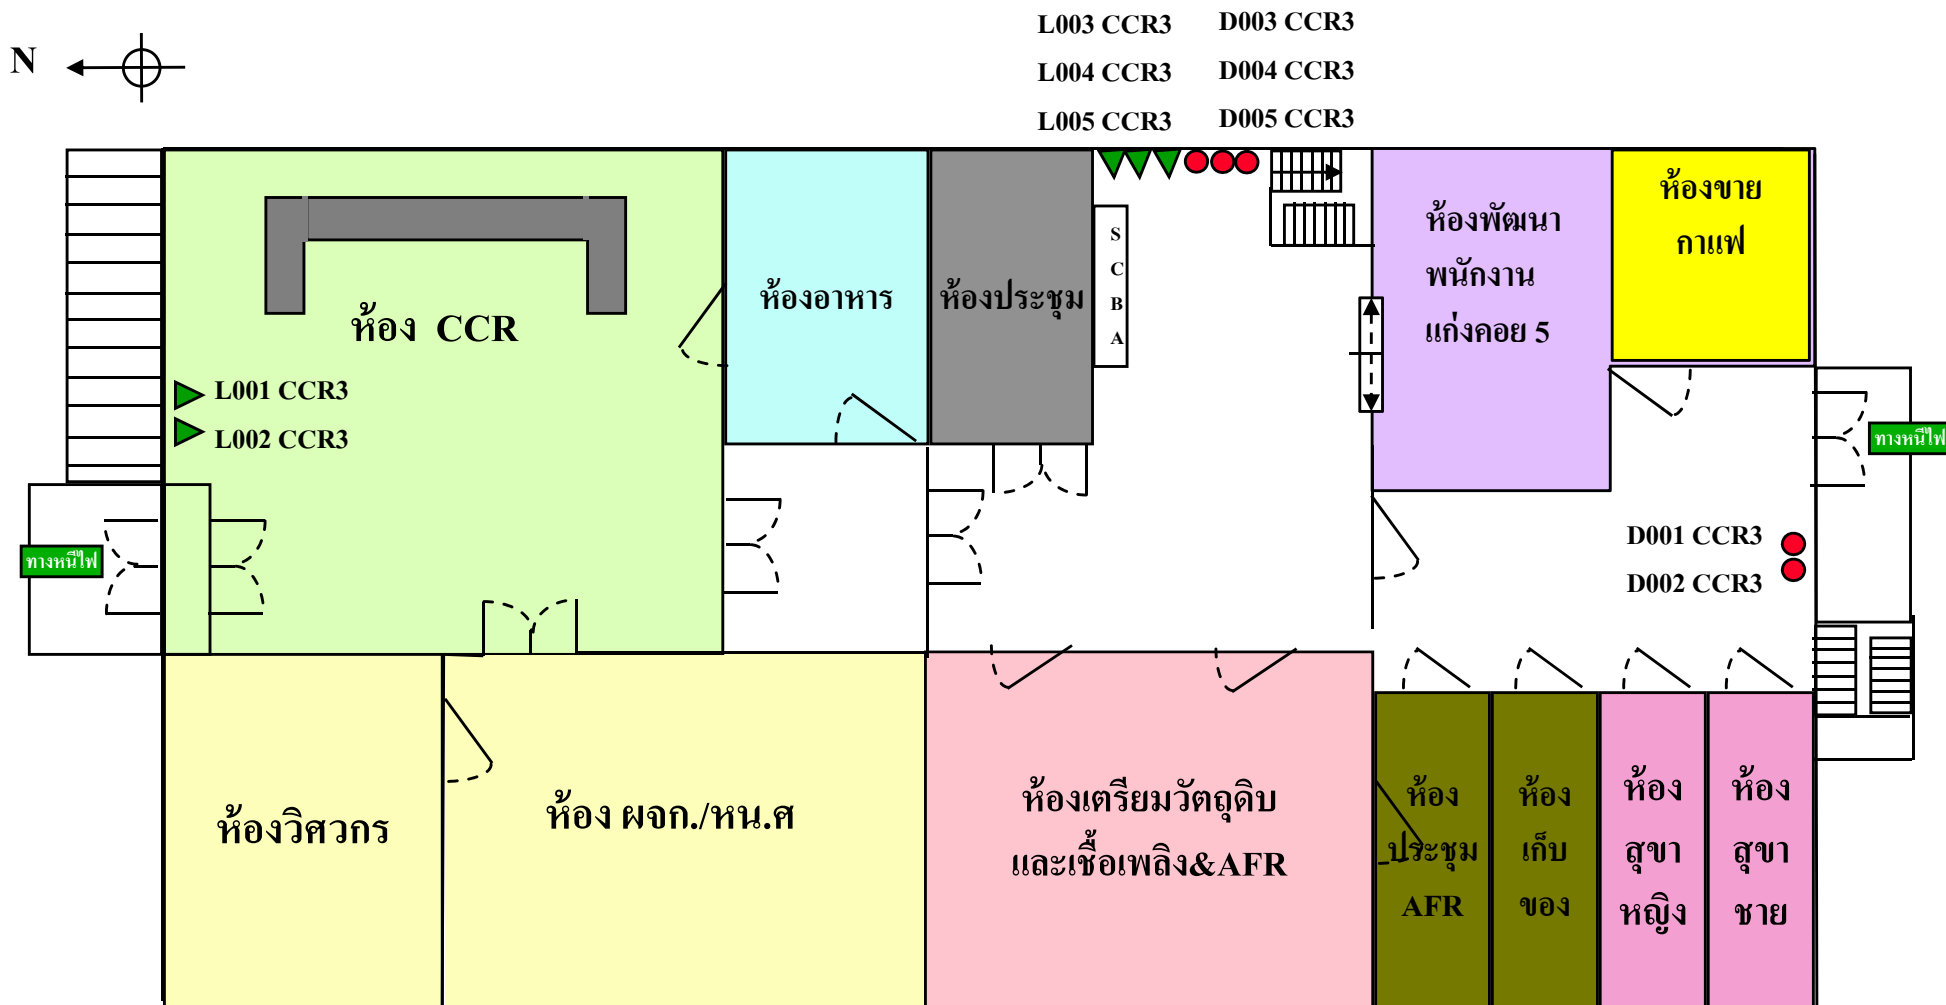 L003 CCR3 D003 CCR3
N
L004 CCR3 D004 CCR3
L005 CCR3 D005 CCR3
ห้องขาย
กาแฟ
ห้องพัฒนา
พนักงาน
แก่งคอย 5
S
C
B
A
ห้องอาหาร
ห้องประชุม
ห้อง CCR
L001 CCR3
L002 CCR3
ทางหนีไฟ
ทางหนีไฟ
D001 CCR3
D002 CCR3
ห้องวิศวกร
ห้อง ผจก./หน.ศ
ห้องเตรียมวัตถุดิบ
และเชื้อเพลิง&AFR
ห้อง
ประชุม
AFR
ห้อง
เก็บ
ของ
ห้อง
สุขา
หญิง
ห้อง
สุขา
ชาย